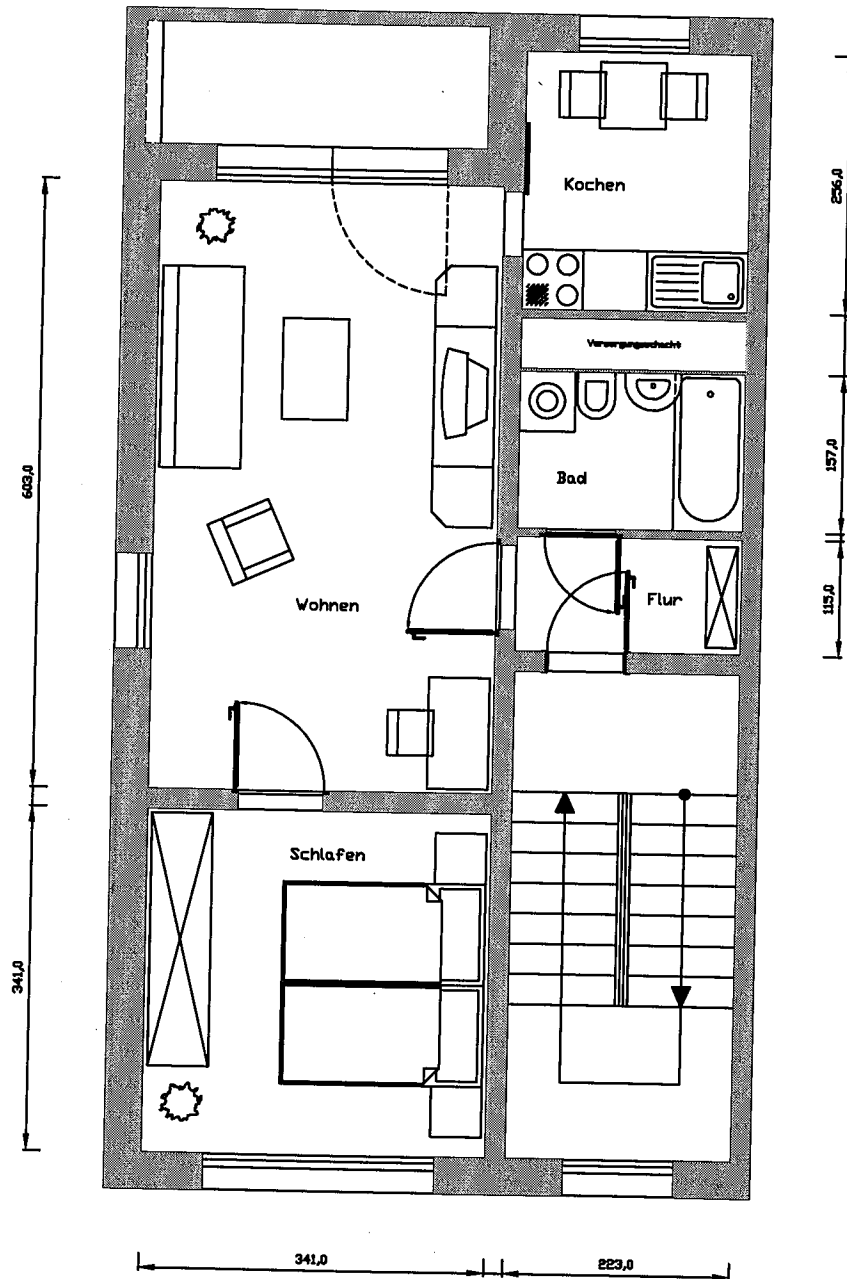 Kochen
256,0
Versorgungsschacht
603,0
157,0
Bad
Wohnen
Flur
115,0
Schlafen
341,0
341,0
223,0